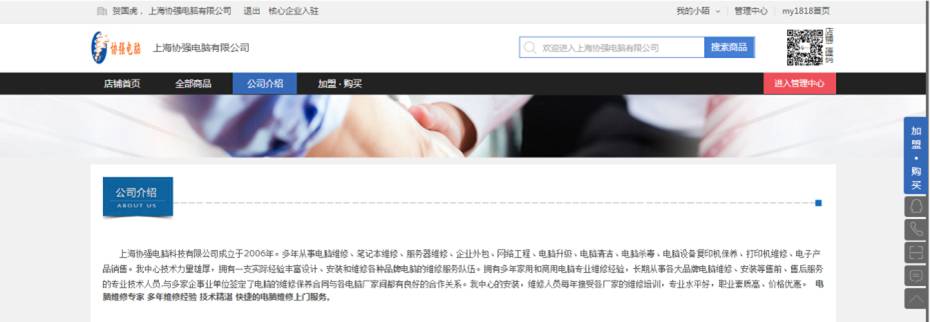 贺国虎，上海协强电脑有限公司 退出 核心企业入驻
我的小陌 管理中心 my1818首页
协强电脑 上海协强电脑有限公司
欢迎进入上海协强电脑有限公司 搜索商品
店铺首页 全部商品 公司介绍 加盟·购买 进入管理中心
加盟·购买
公司介绍
ABOUT US
上海协强电脑科技有限公司成立于2006年。多年从事电脑维修、笔记本维修、服务器维修、企业外包、网络工程、电脑升级、电脑清洁、电脑杀毒、电脑设备复印机保养、打印机维修、电子产
品销售。我中心技术力量雄厚，拥有一支实际经验丰富设计、安装和维修各种品牌电脑的维修服务队伍。拥有多年家用和商用电脑专业维修经验，长期从事各大品牌电脑维修、安装等售前、售后服务
的专业技术人员.与多家企事业单位签定了电脑的维修保养合同与各电脑厂家间都有良好的合作关系。我中心的安装，维修人员每年接受各厂家的维修培训，专业水平好，职业素质高、价格优惠。 电
脑维修专家 多年维修经验 技术精湛 快捷的电脑维修上门服务。